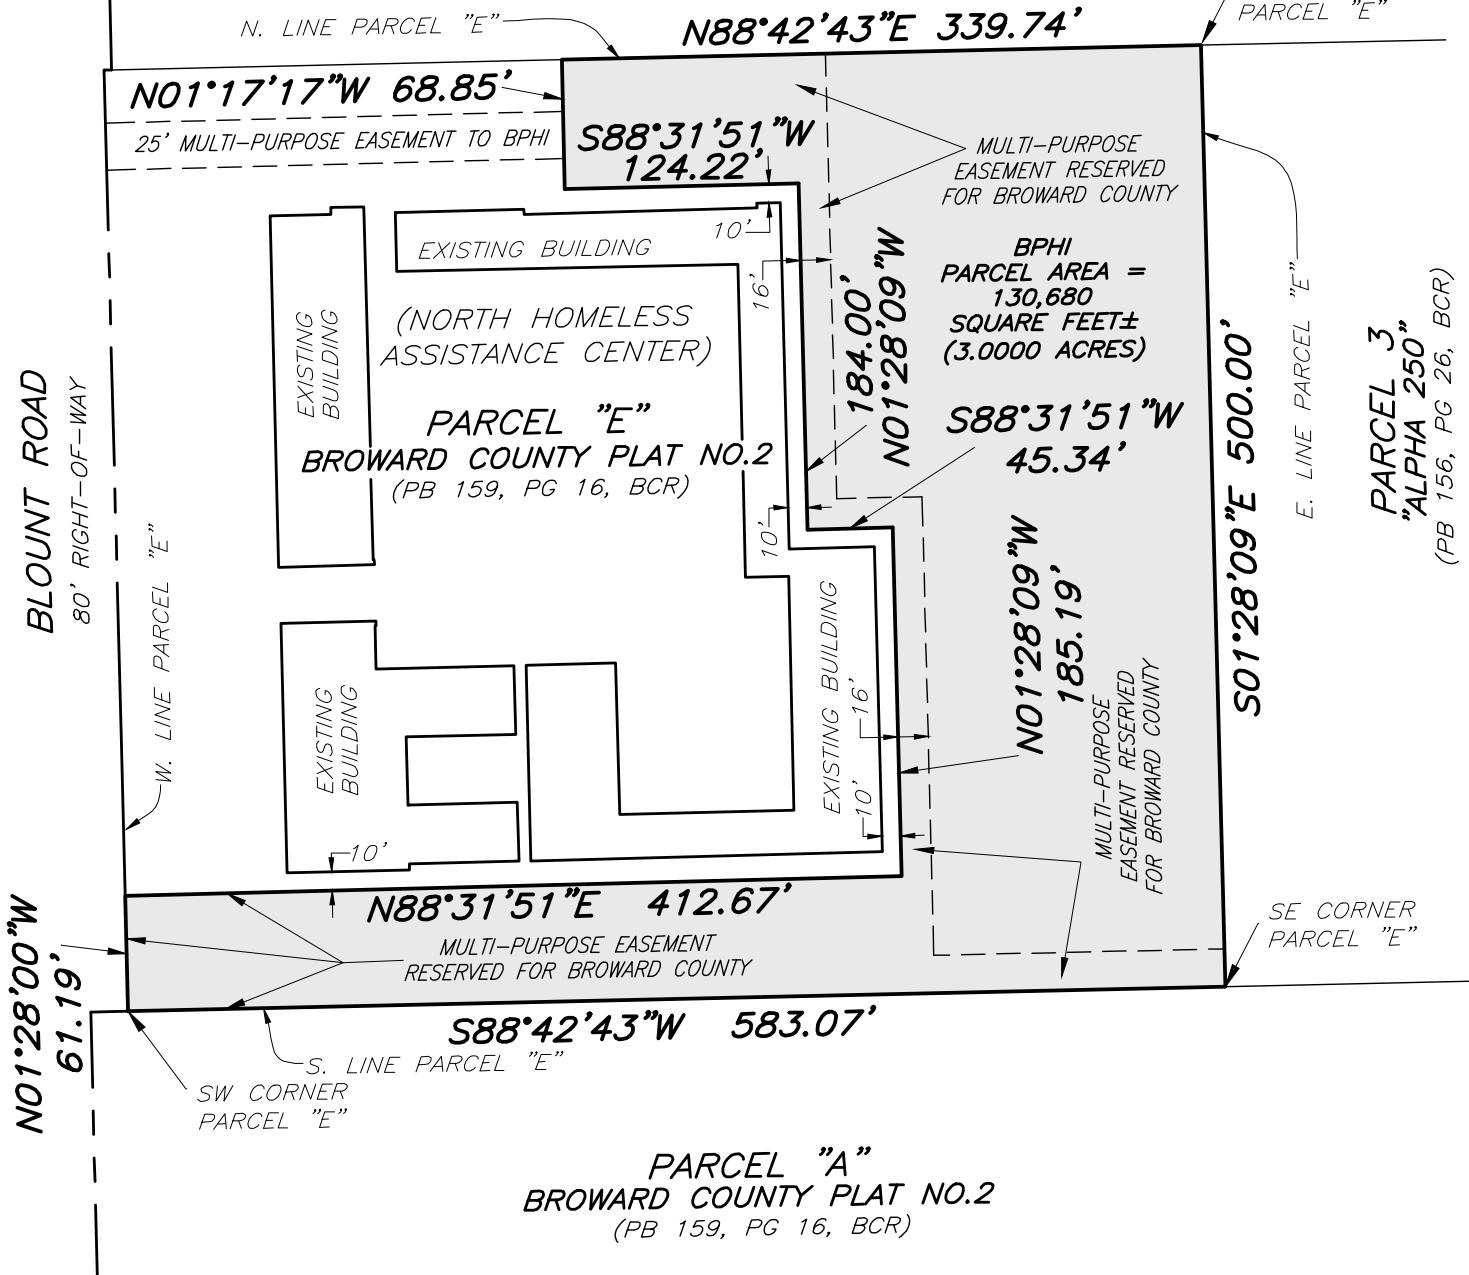 N. LINE PARCEL "E"
N88°42'43"E 339.74'
PARCEL "E"
N01°17'17"W 68.85'
25' MULTI-PURPOSE EASEMENT TO BPHI
S88°31'51"W
124.22'
MULTI-PURPOSE
EASEMENT RESERVED
FOR BROWARD COUNTY
10'
EXISTING BUILDING
16'
184.00'
N01°28'09"W
BPHI
PARCEL AREA =
130,680
SQUARE FEET±
(3.0000 ACRES)
E. LINE PARCEL "E"
EXISTING
BUILDING
(NORTH HOMELESS
ASSISTANCE CENTER)
PARCEL "E"
BROWARD COUNTY PLAT NO.2
(PB 159, PG 16, BCR)
S88°31'51"W
45.34'
S01°28'09"E 500.00'
PARCEL 3
"ALPHA 250"
(PB 156, PG 26, BCR)
BLOUNT ROAD
80' RIGHT-OF-WAY
W. LINE PARCEL "E"
10'
N01°28'09"W
185.19'
EXISTING BUILDING
16'
10'
MULTI-PURPOSE
EASEMENT RESERVED
FOR BROWARD COUNTY
EXISTING
BUILDING
10'
N88°31'51"E 412.67'
MULTI-PURPOSE EASEMENT
RESERVED FOR BROWARD COUNTY
SE CORNER
PARCEL "E"
N01°28'00"W
61.19'
S88°42'43"W 583.07'
S. LINE PARCEL "E"
SW CORNER
PARCEL "E"
PARCEL "A"
BROWARD COUNTY PLAT NO.2
(PB 159, PG 16, BCR)